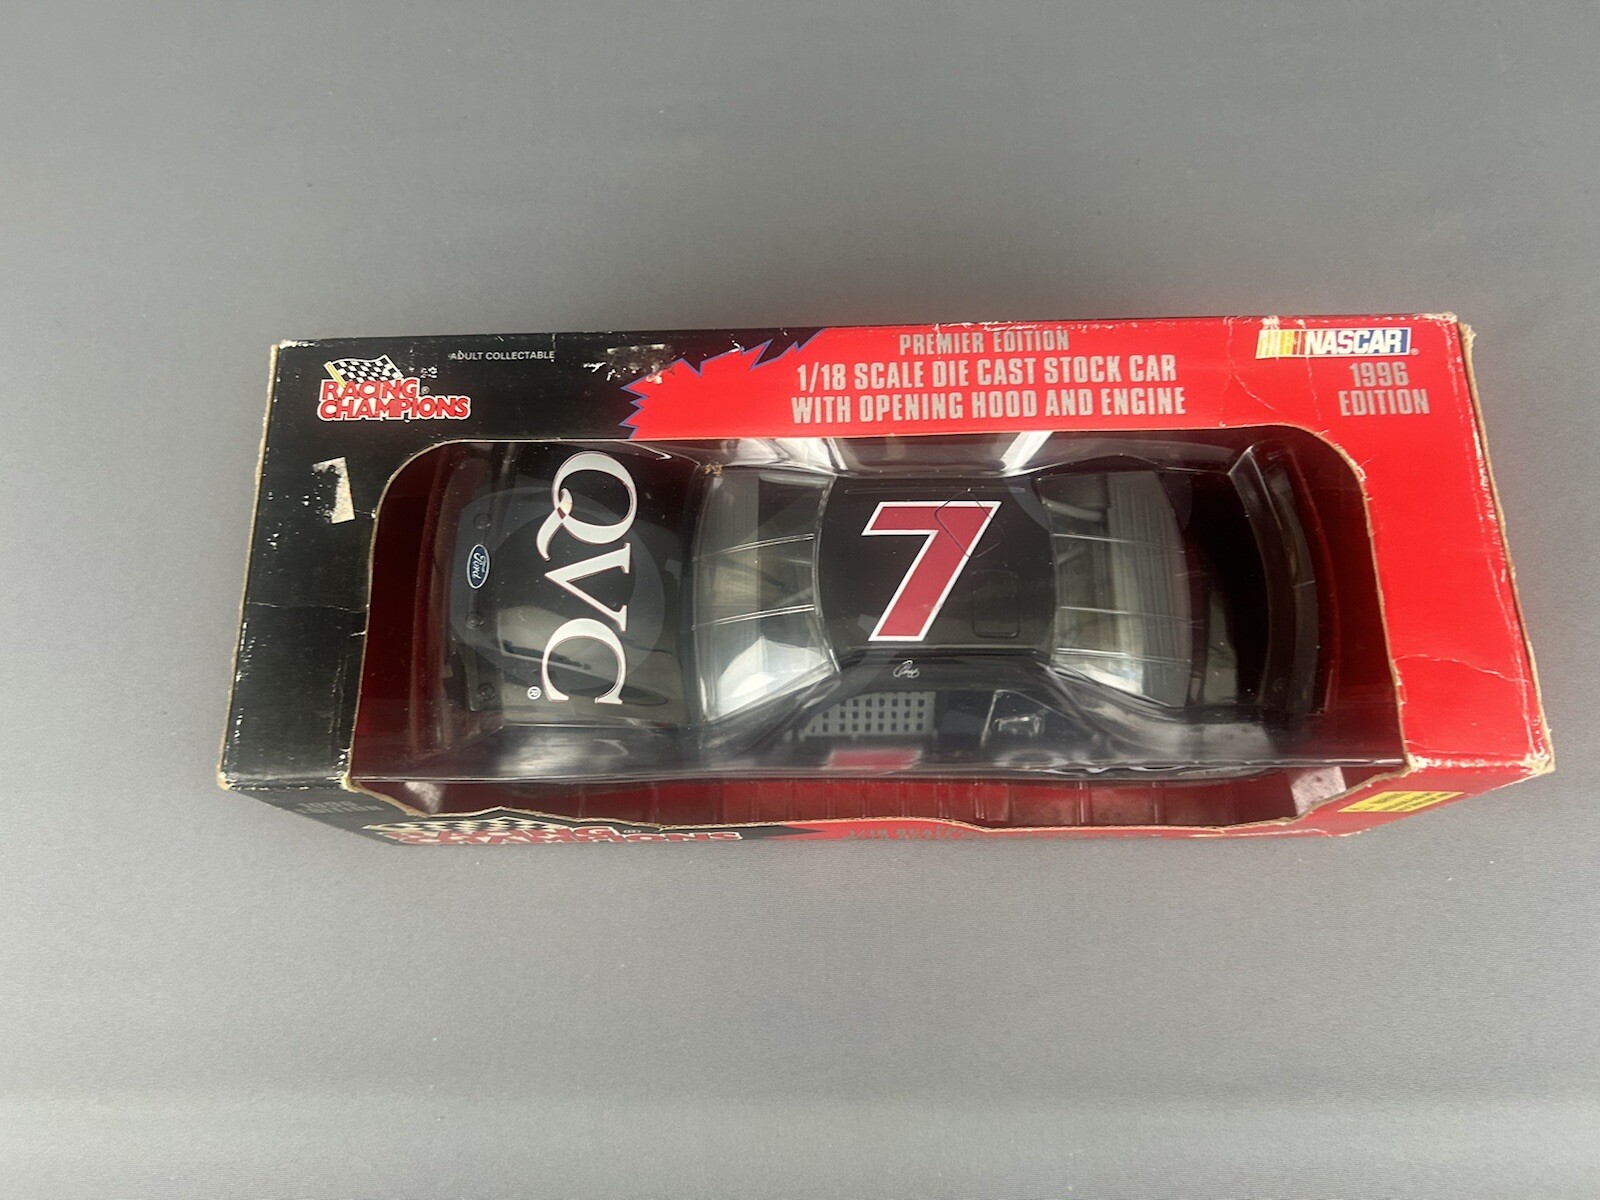 RACING
CHAMPIONS®
ADULT COLLECTABLE
PREMIER EDITION
1/18 SCALE DIE CAST STOCK CAR
WITH OPENING HOOD AND ENGINE
NASCAR®
1996
EDITION
QVC®
Ford
7